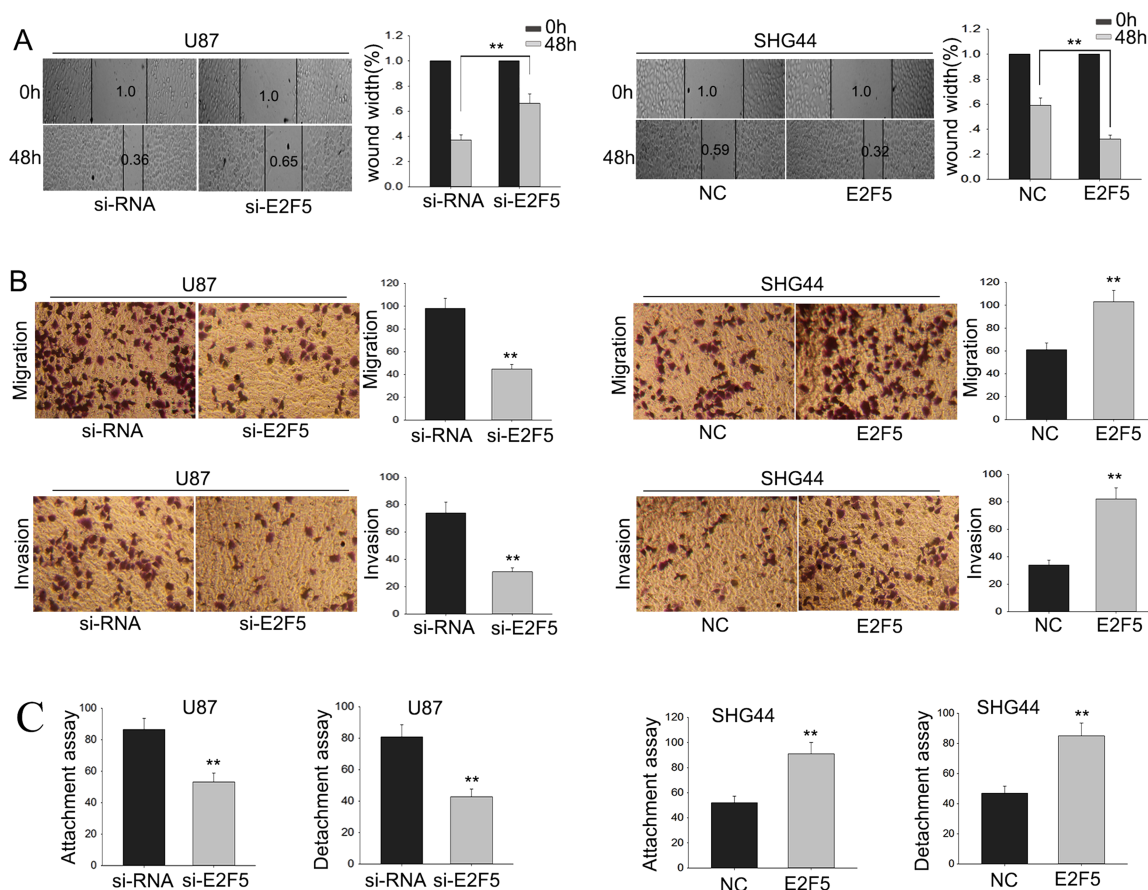 A
U87
0h
48h
1.0
1.0
0.36
0.65
si-RNA
si-E2F5
0h
48h
**
wound width(%)
1.2
1.0
.8
.6
.4
.2
0.0
si-RNA
si-E2F5
SHG44
0h
48h
1.0
1.0
0.59
0.32
NC
E2F5
0h
48h
**
wound width(%)
1.2
1.0
.8
.6
.4
.2
0.0
NC
E2F5
B
U87
Migration
si-RNA
si-E2F5
Migration
120
100
80
60
40
20
0
**
si-RNA
si-E2F5
SHG44
Migration
NC
E2F5
Migration
120
100
80
60
40
20
0
**
NC
E2F5
U87
Invasion
si-RNA
si-E2F5
Invasion
100
80
60
40
20
0
**
si-RNA
si-E2F5
SHG44
Invasion
NC
E2F5
Invasion
100
80
60
40
20
0
**
NC
E2F5
C
U87
Attachment assay
100
80
60
40
20
0
**
si-RNA
si-E2F5
U87
Detachment assay
100
80
60
40
20
0
**
si-RNA
si-E2F5
SHG44
Attachment assay
120
100
80
60
40
20
0
**
NC
E2F5
SHG44
Detachment assay
100
80
60
40
20
0
**
NC
E2F5